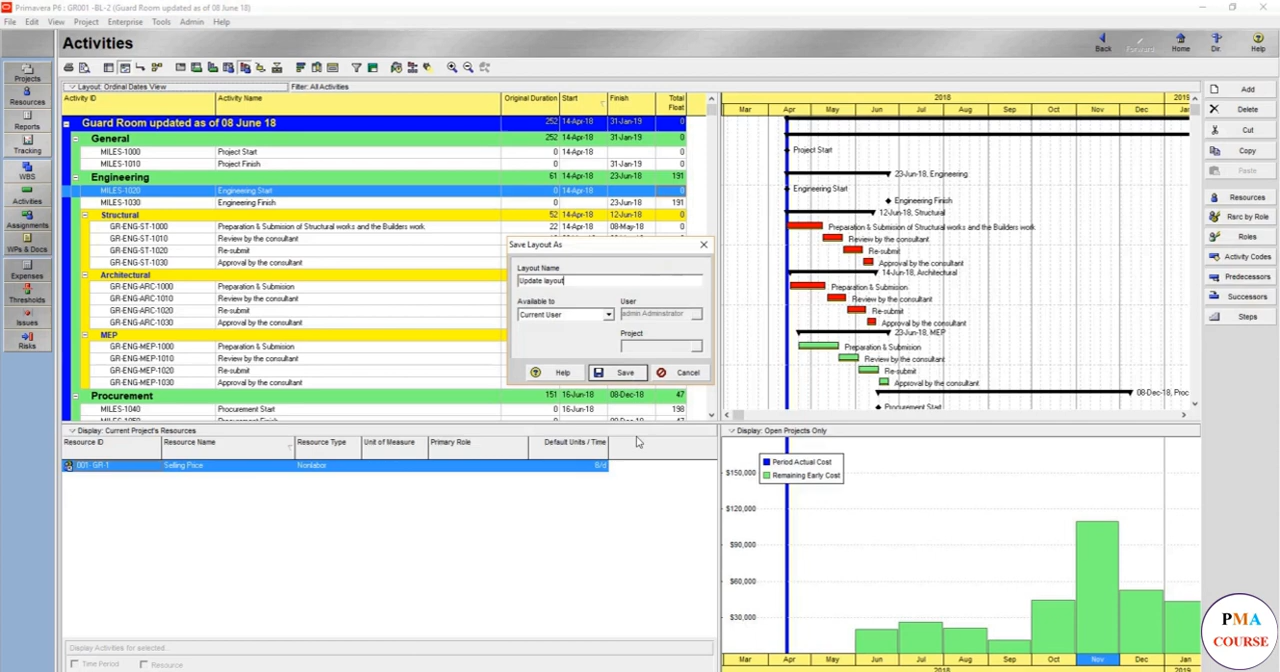 Primavera P6 : GR001 -BL-2 (Guard Room updated as of 08 June 18)
File Edit View Project Enterprise Tools Admin Help
Activities
Back Forward Home Dir. Help
Layout: Ordinal Dates View Filter: All Activities
Activity ID Activity Name Original Duration Start Finish Total Float
2018 2019
Mar Apr May Jun Jul Aug Sep Oct Nov Dec Jan
Guard Room updated as of 08 June 18 252 14-Apr-18 31-Jan-19 0
General 252 14-Apr-18 31-Jan-19 0
MILES-1000 Project Start 0 14-Apr-18 0
MILES-1010 Project Finish 0 31-Jan-19 0
Engineering 61 14-Apr-18 23-Jun-18 191
MILES-1020 Engineering Start 0 14-Apr-18 0
MILES-1030 Engineering Finish 0 23-Jun-18 191
Structural 52 14-Apr-18 12-Jun-18 0
GR-ENG-ST-1000 Preparation & Submision of Structural works and the Builders work 22 14-Apr-18 08-May-18 0
GR-ENG-ST-1010 Review by the consultant
GR-ENG-ST-1020 Re-submit
GR-ENG-ST-1030 Approval by the consultant
Architectural
GR-ENG-ARC-1000 Preparation & Submision
GR-ENG-ARC-1010 Review by the consultant
GR-ENG-ARC-1020 Re-submit
GR-ENG-ARC-1030 Approval by the consultant
MEP
GR-ENG-MEP-1000 Preparation & Submision
GR-ENG-MEP-1010 Review by the consultant
GR-ENG-MEP-1020 Re-submit
GR-ENG-MEP-1030 Approval by the consultant
Procurement 151 16-Jun-18 08-Dec-18 47
MILES-1040 Procurement Start 0 16-Jun-18 198
Project Start
23-Jun-18, Engineering
Engineering Start
Engineering Finish
12-Jun-18, Structural
Preparation & Submision of Structural works and the Builders work
Review by the consultant
Re-submit
Approval by the consultant
14-Jun-18, Architectural
Preparation & Submision
Review by the consultant
Re-submit
Approval by the consultant
23-Jun-18, MEP
Preparation & Submision
Review by the consultant
Re-submit
Approval by the consultant
08-Dec-18, Proc
Procurement Start
Save Layout As
Layout Name
Update layout
Available to User
Current User admin Adminstrator
Project
Help Save Cancel
Projects
Resources
Reports
Tracking
WBS
Activities
Assignments
WPs & Docs
Expenses
Thresholds
Issues
Risks
Add
Delete
Cut
Copy
Paste
Resources
Rsrc by Role
Roles
Activity Codes
Predecessors
Successors
Steps
Display: Current Project's Resources
Resource ID Resource Name Resource Type Unit of Measure Primary Role Default Units / Time
001- GR-1 Selling Price Nonlabor 6/d
Display Activities for selected...
Time Period Resource
Display: Open Projects Only
Period Actual Cost
Remaining Early Cost
$150,000
$120,000
$90,000
$60,000
$30,000
Mar Apr May Jun Jul Aug Sep Oct Nov Dec Jan
2018
PMA
COURSE